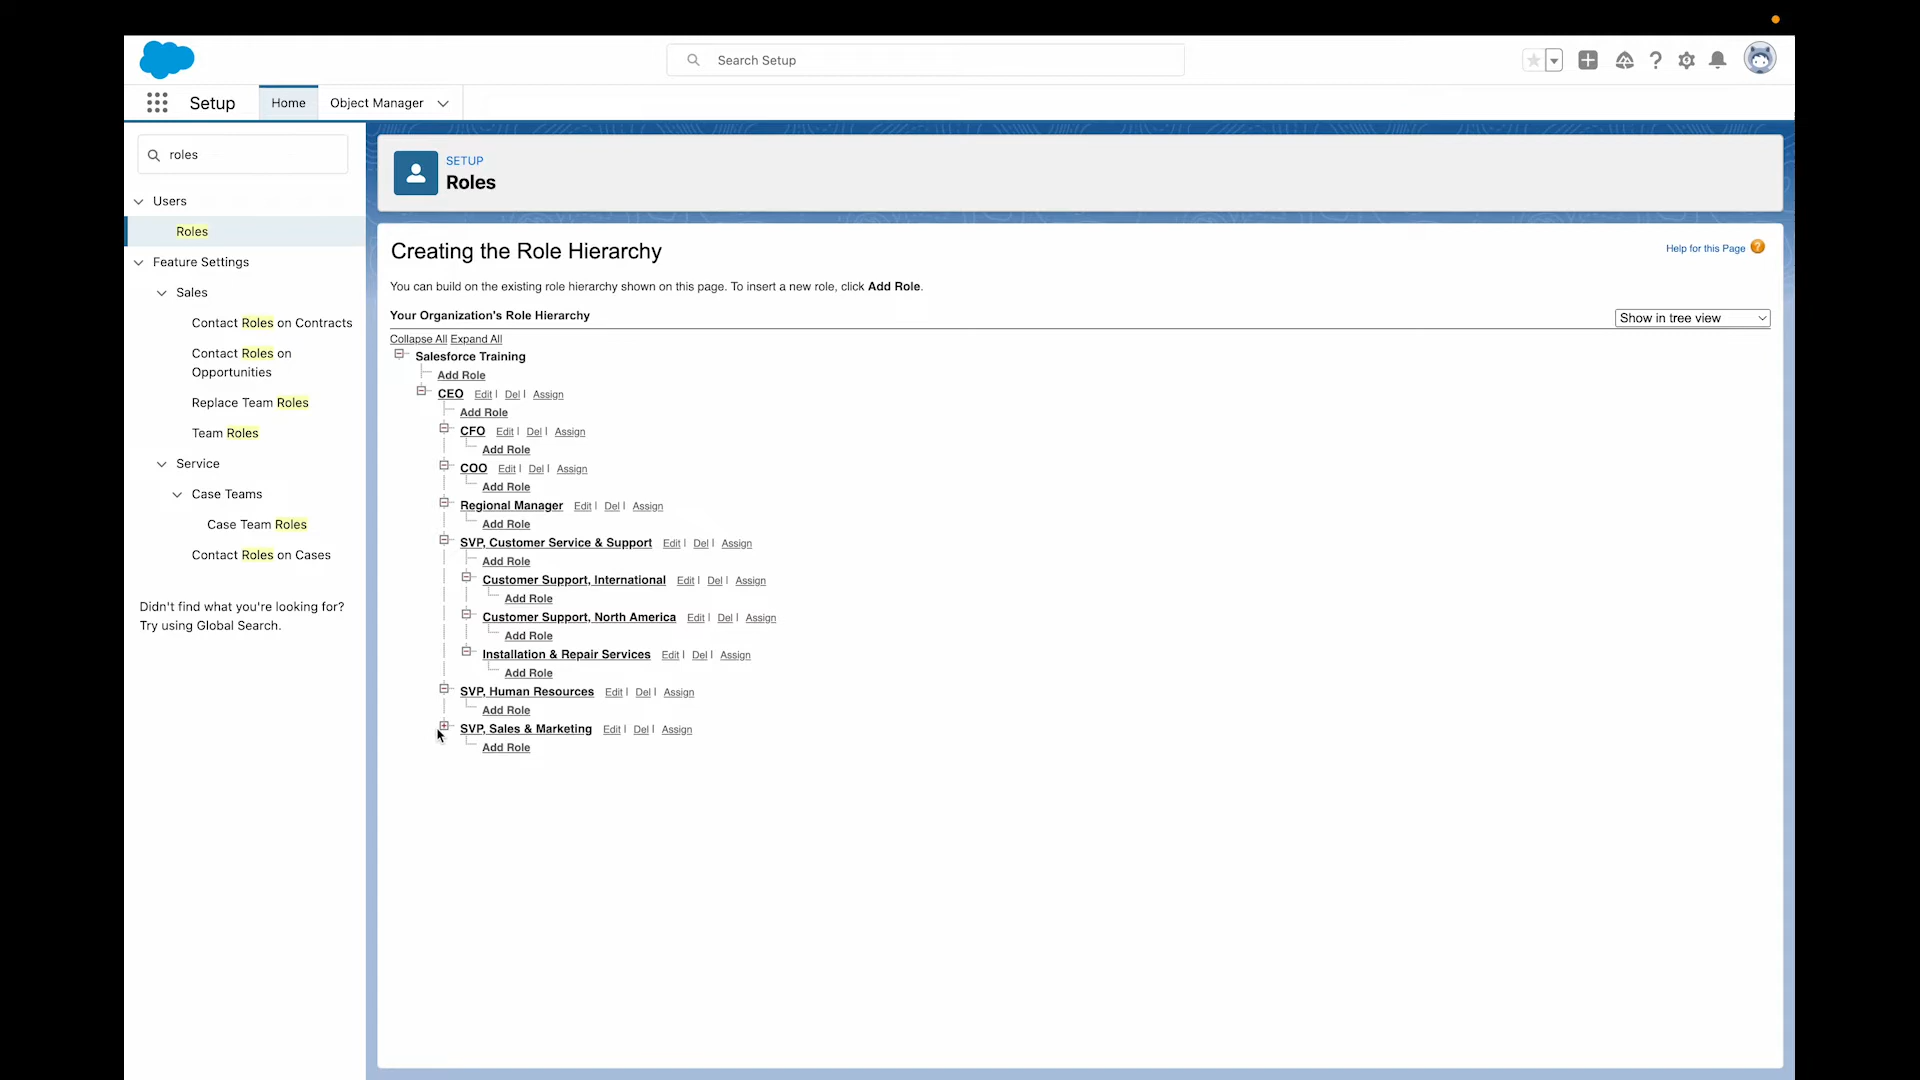 Search Setup
Setup
Home
Object Manager
roles
Users
Roles
Feature Settings
Sales
Contact Roles on Contracts
Contact Roles on
Opportunities
Replace Team Roles
Team Roles
Service
Case Teams
Case Team Roles
Contact Roles on Cases
Didn't find what you're looking for?
Try using Global Search.
SETUP
Roles
Creating the Role Hierarchy
Help for this Page ?
You can build on the existing role hierarchy shown on this page. To insert a new role, click Add Role.
Your Organization's Role Hierarchy
Show in tree view
Collapse All Expand All
Salesforce Training
Add Role
CEO Edit | Del | Assign
Add Role
CFO Edit | Del | Assign
Add Role
COO Edit | Del | Assign
Add Role
Regional Manager Edit | Del | Assign
Add Role
SVP, Customer Service & Support Edit | Del | Assign
Add Role
Customer Support, International Edit | Del | Assign
Add Role
Customer Support, North America Edit | Del | Assign
Add Role
Installation & Repair Services Edit | Del | Assign
Add Role
SVP, Human Resources Edit | Del | Assign
Add Role
SVP, Sales & Marketing Edit | Del | Assign
Add Role